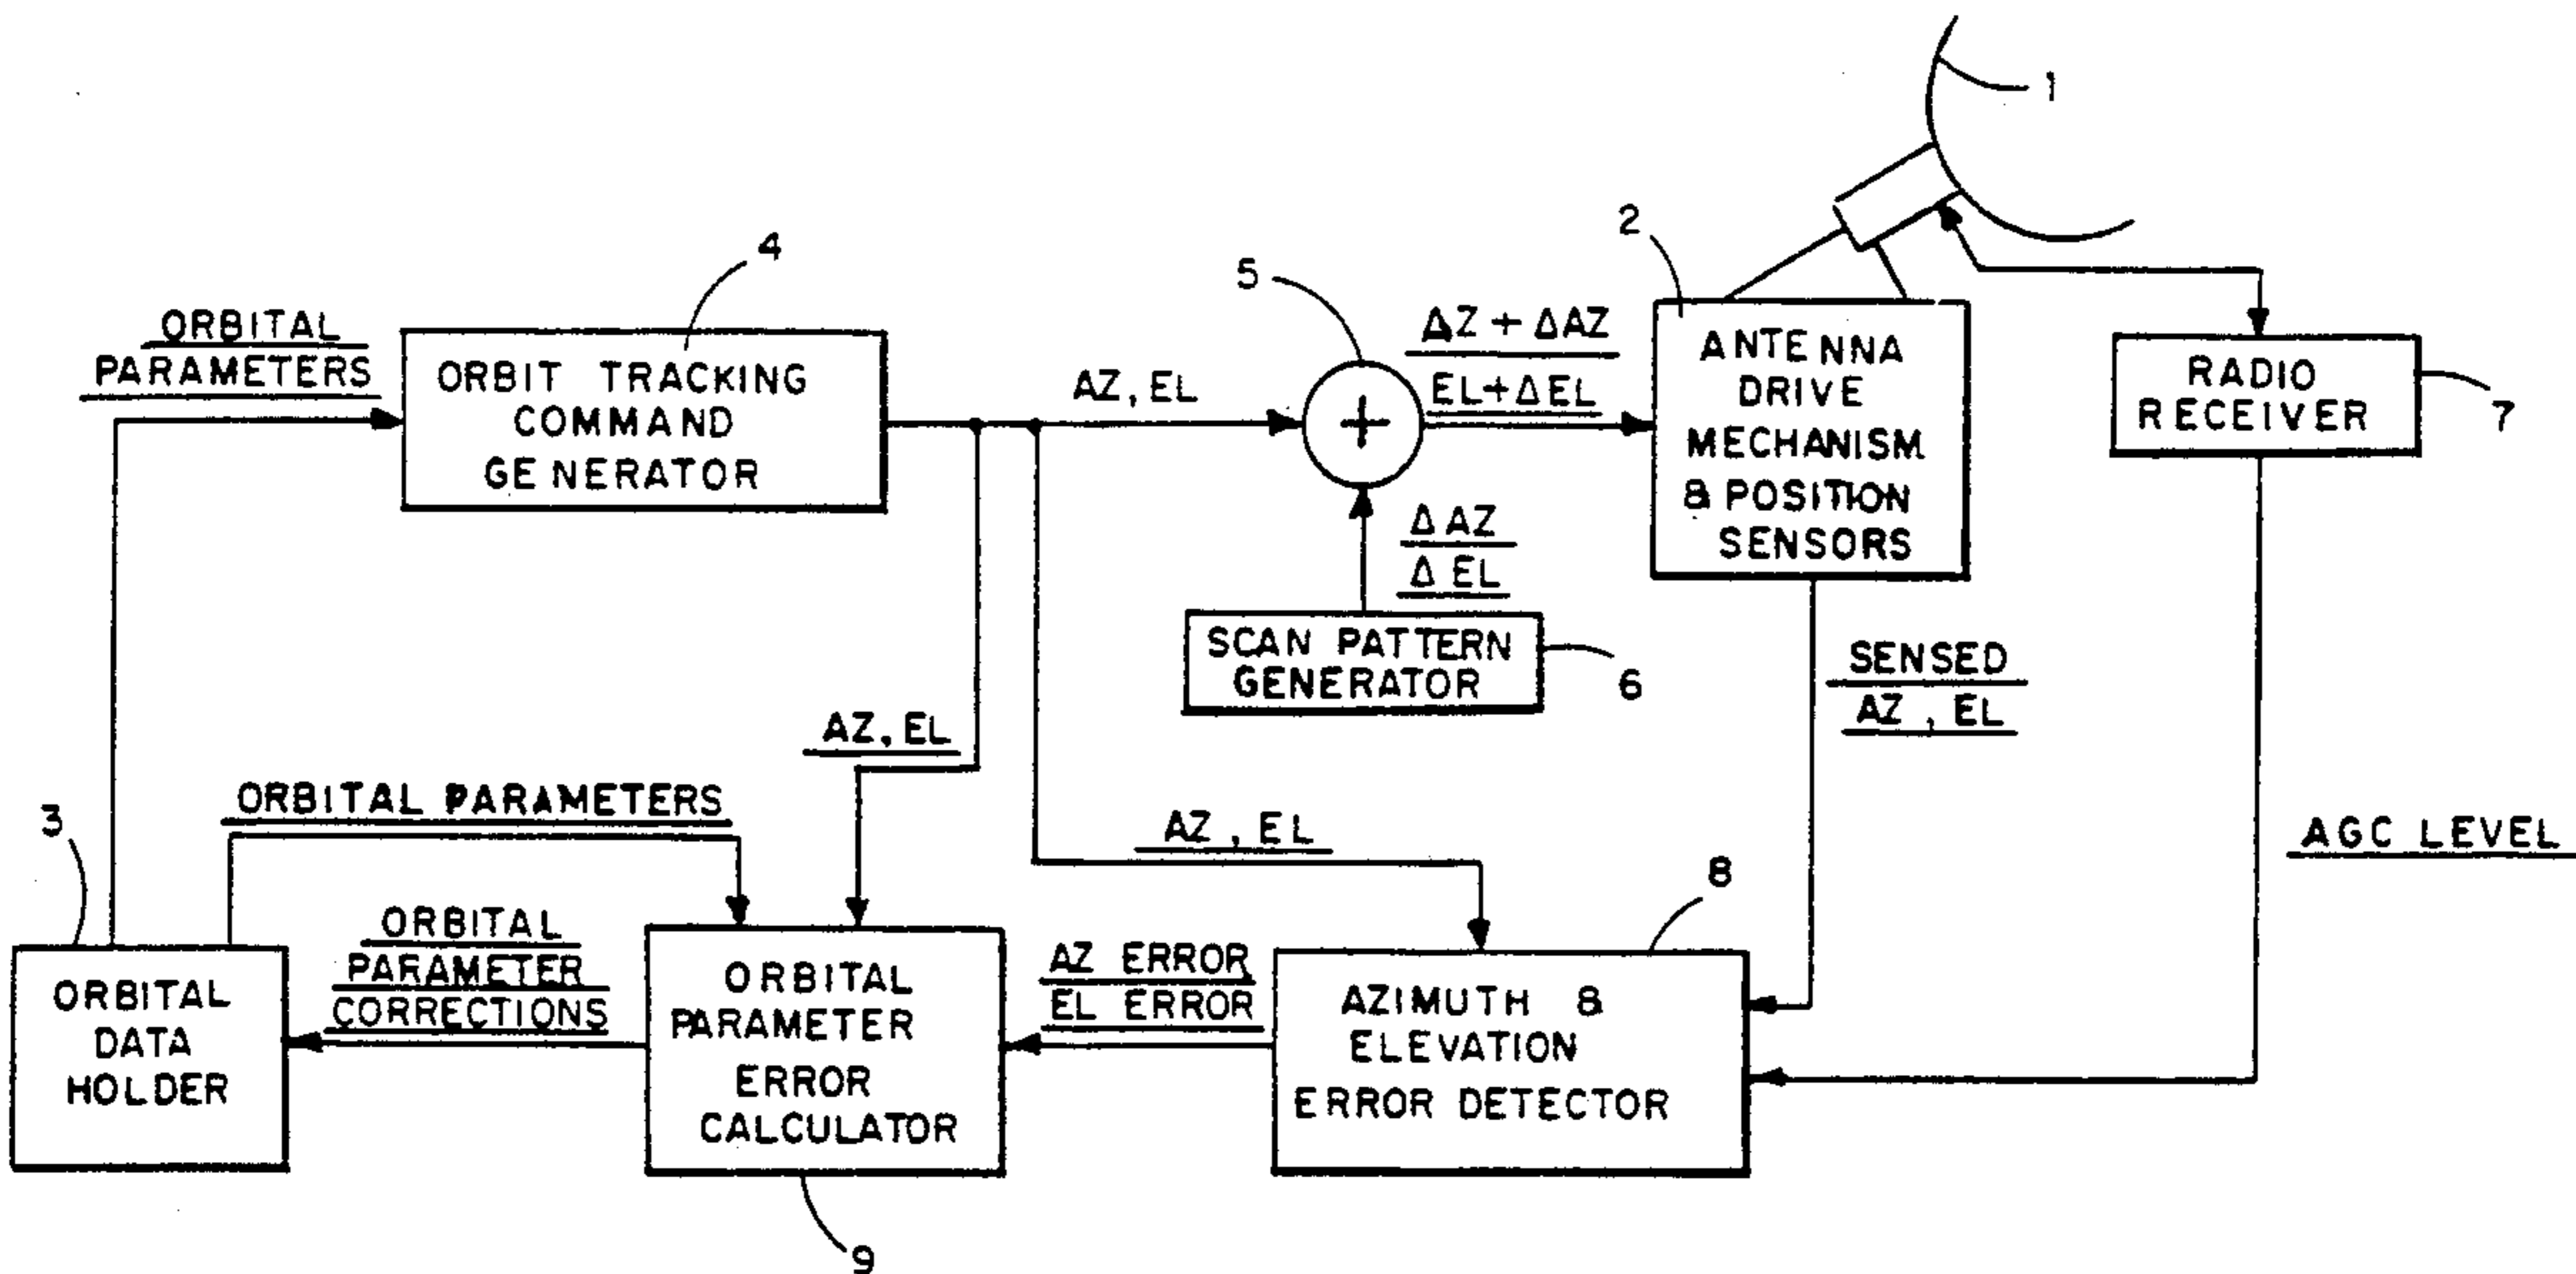 1
4
2
5
ORBITAL
PARAMETERS
ORBIT TRACKING
COMMAND
GENERATOR
AZ, EL
+
ΔZ + ΔAZ
EL+ΔEL
ANTENNA
DRIVE
MECHANISM
& POSITION
SENSORS
RADIO
RECEIVER
7
Δ AZ
Δ EL
SCAN PATTERN
GENERATOR
6
SENSED
AZ, EL
AZ, EL
ORBITAL PARAMETERS
AZ, EL
AGC LEVEL
3
8
ORBITAL
DATA
HOLDER
ORBITAL
PARAMETER
CORRECTIONS
ORBITAL
PARAMETER
ERROR
CALCULATOR
AZ ERROR
EL ERROR
AZIMUTH &
ELEVATION
ERROR DETECTOR
9